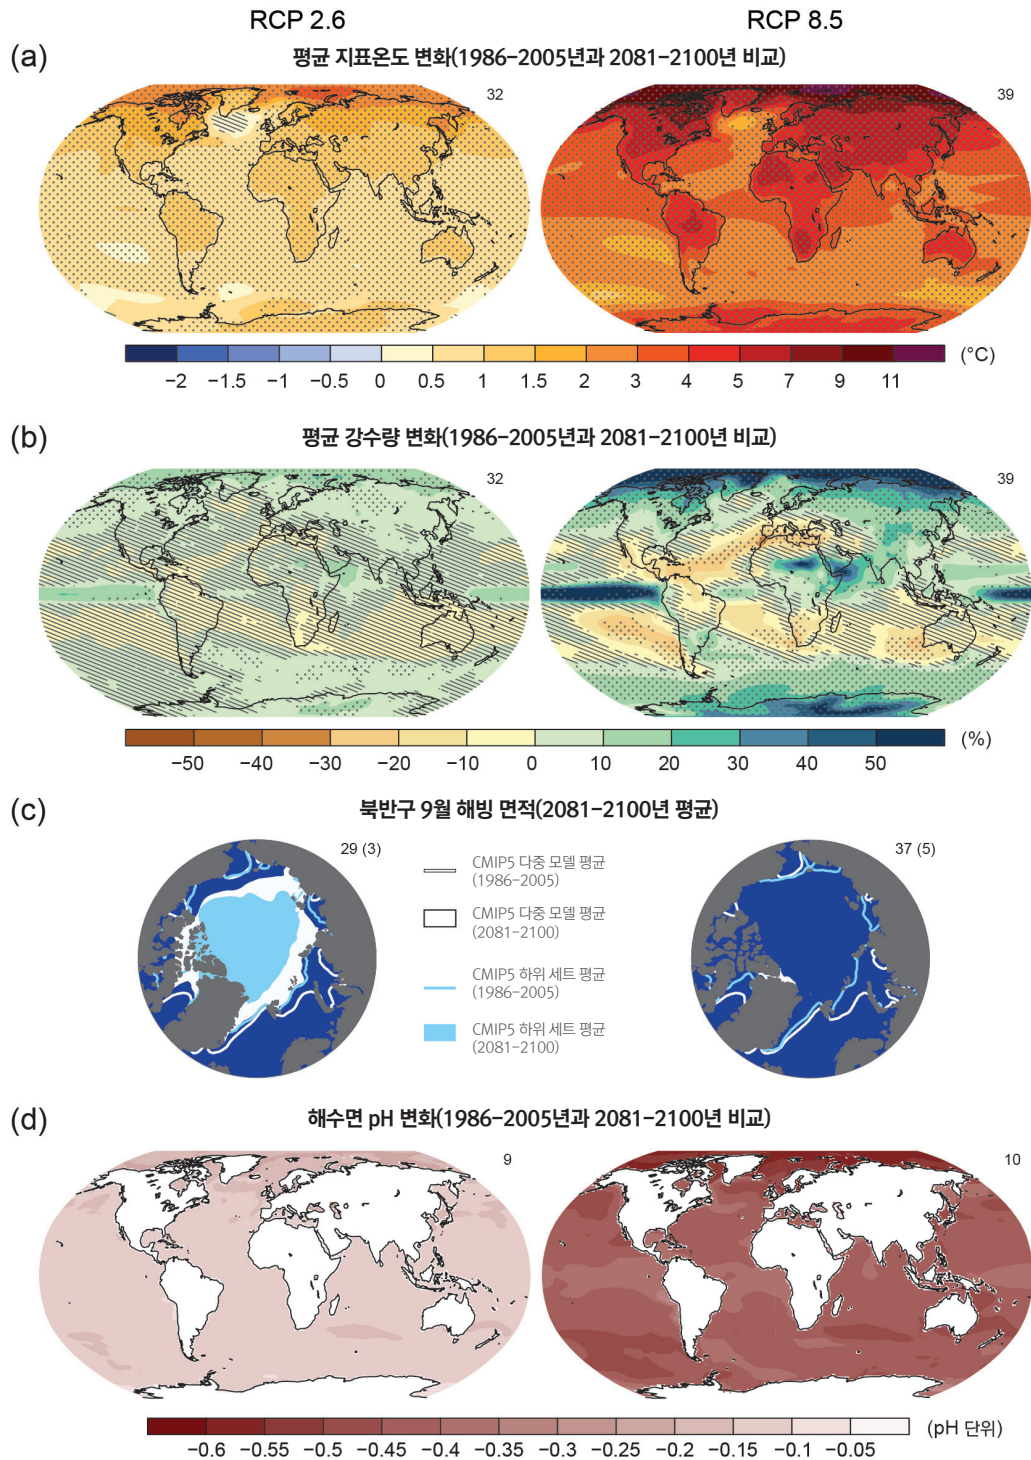 RCP 2.6
RCP 8.5
(a)
평균 지표온도 변화(1986−2005년과 2081−2100년 비교)
32
39
−2 −1.5 −1 −0.5 0 0.5 1 1.5 2 3 4 5 7 9 11
(°C)
(b)
평균 강수량 변화(1986−2005년과 2081−2100년 비교)
32
39
−50 −40 −30 −20 −10 0 10 20 30 40 50
(%)
(c)
북반구 9월 해빙 면적(2081−2100년 평균)
29 (3)
CMIP5 다중 모델 평균
(1986−2005)
CMIP5 다중 모델 평균
(2081−2100)
CMIP5 하위 세트 평균
(1986−2005)
CMIP5 하위 세트 평균
(2081−2100)
37 (5)
(d)
해수면 pH 변화(1986−2005년과 2081−2100년 비교)
9
10
−0.6 −0.55 −0.5 −0.45 −0.4 −0.35 −0.3 −0.25 −0.2 −0.15 −0.1 −0.05
(pH 단위)